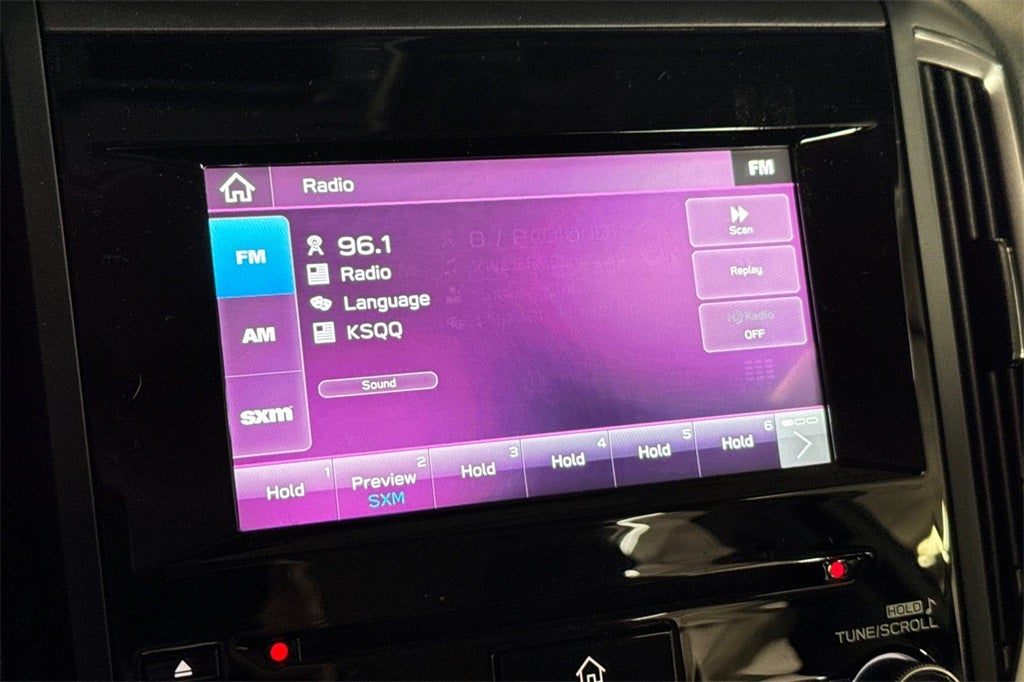 Radio
FM
FM
AM
sxm
96.1
Radio
Language
KSQQ
Sound
Scan
Replay
Radio
OFF
1
Hold
2
Preview
SXM
3
Hold
4
Hold
5
Hold
6
Hold
HOLD
TUNE/SCROLL